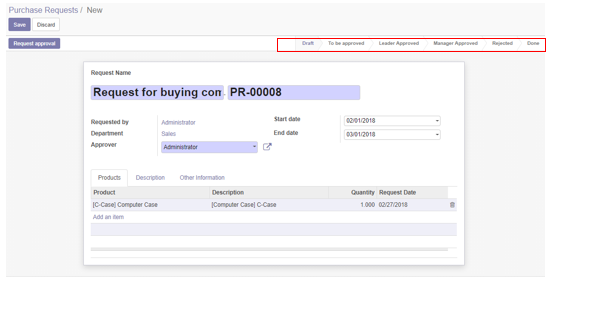 Purchase Requests / New
Save Discard
Request approval Draft To be approved Leader Approved Manager Approved Rejected Done
Request Name
Request for buying com PR-00008
Requested by Administrator Start date 02/01/2018
Department Sales End date 03/01/2018
Approver Administrator
Products Description Other information
Product Description Quantity Request Date
[C-Case] Computer Case [Computer Case] C-Case 1.000 02/27/2018
Add an item